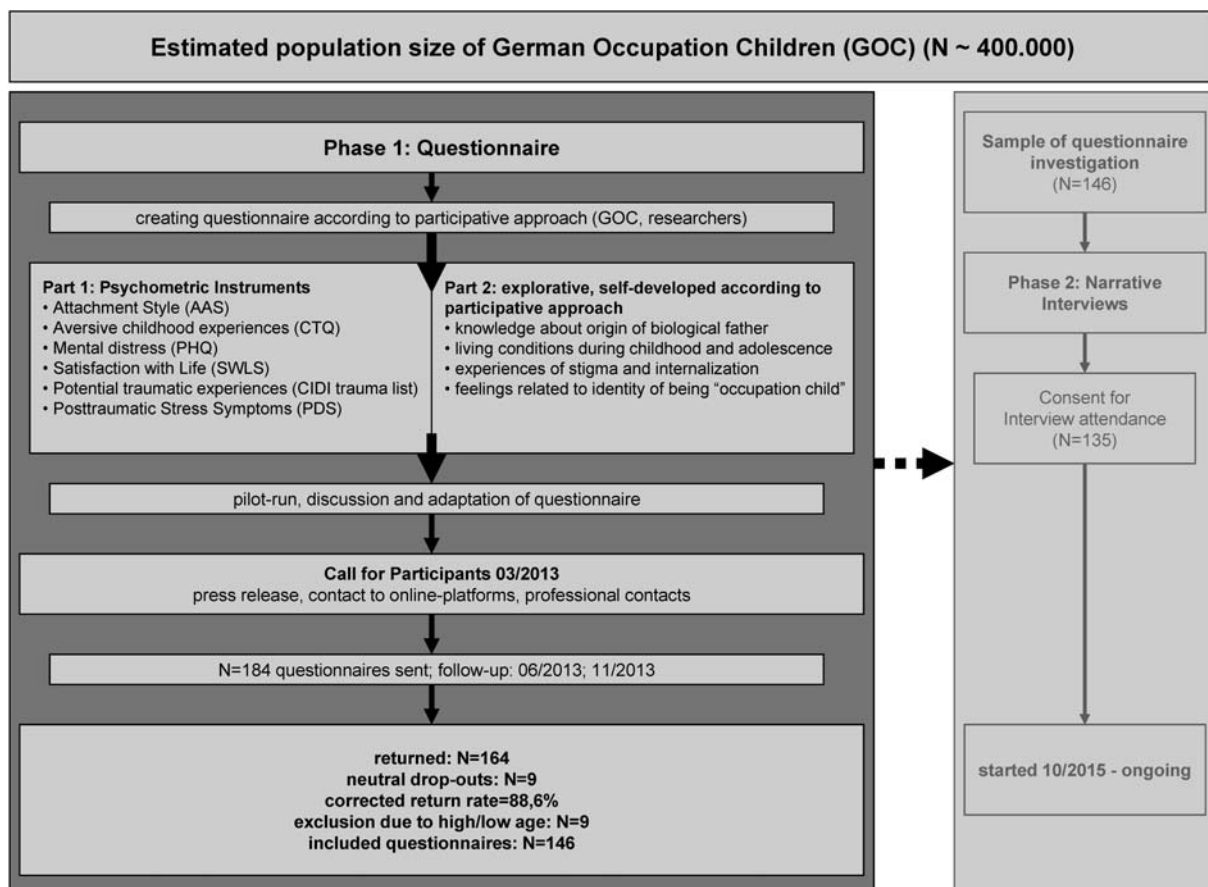 Estimated population size of German Occupation Children (GOC) (N ~ 400.000)
Phase 1: Questionnaire
creating questionnaire according to participative approach (GOC, researchers)
Part 1: Psychometric Instruments
• Attachment Style (AAS)
• Aversive childhood experiences (CTQ)
• Mental distress (PHQ)
• Satisfaction with Life (SWLS)
• Potential traumatic experiences (CIDI trauma list)
• Posttraumatic Stress Symptoms (PDS)
Part 2: explorative, self-developed according to
participative approach
• knowledge about origin of biological father
• living conditions during childhood and adolescence
• experiences of stigma and internalization
• feelings related to identity of being “occupation child”
pilot-run, discussion and adaptation of questionnaire
Call for Participants 03/2013
press release, contact to online-platforms, professional contacts
N=184 questionnaires sent; follow-up: 06/2013; 11/2013
returned: N=164
neutral drop-outs: N=9
corrected return rate=88,6%
exclusion due to high/low age: N=9
included questionnaires: N=146
Sample of questionnaire
investigation
(N=146)
Phase 2: Narrative
Interviews
Consent for
Interview attendance
(N=135)
started 10/2015 - ongoing